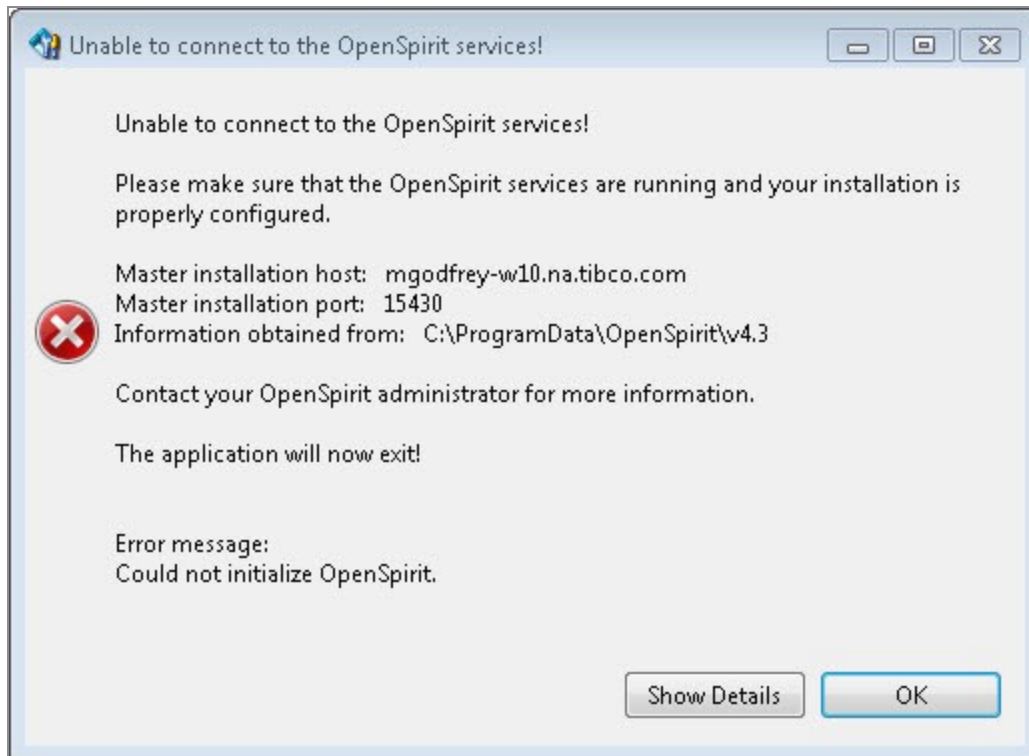 Unable to connect to the OpenSpirit services!
Unable to connect to the OpenSpirit services!
Please make sure that the OpenSpirit services are running and your installation is
properly configured.
Master installation host: mgodfrey-w10.na.tibco.com
Master installation port: 15430
Information obtained from: C:\ProgramData\OpenSpirit\v4.3
Contact your OpenSpirit administrator for more information.
The application will now exit!
Error message:
Could not initialize OpenSpirit.
Show Details OK